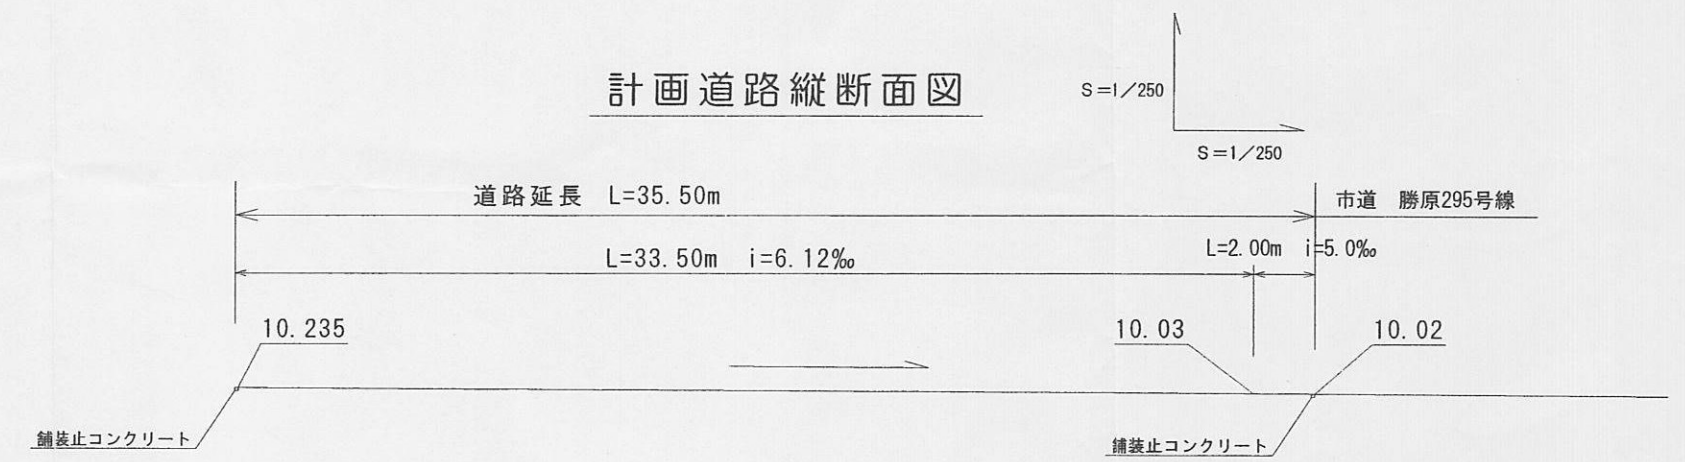 計画道路縦断面図
S=1/250
S=1/250
道路延長 L=35.50m
市道 勝原295号線
L=33.50m i=6.12‰
L=2.00m i=5.0‰
10.235
10.03
10.02
舗装止コンクリート
舗装止コンクリート